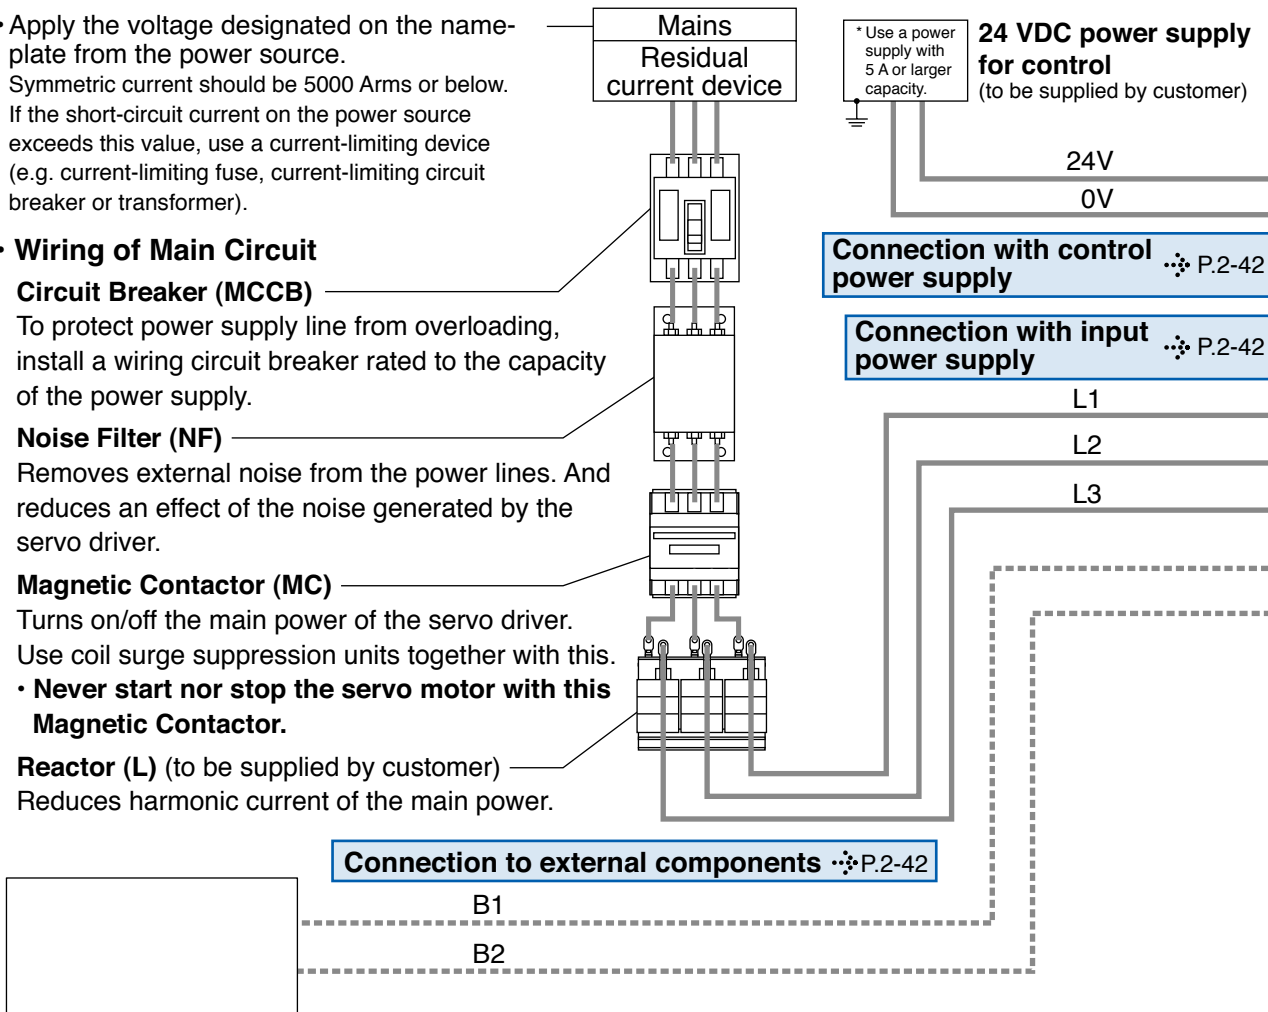 • Apply the voltage designated on the name-
plate from the power source.
Symmetric current should be 5000 Arms or below.
If the short-circuit current on the power source
exceeds this value, use a current-limiting device
(e.g. current-limiting fuse, current-limiting circuit
breaker or transformer).
• Wiring of Main Circuit
Circuit Breaker (MCCB)
To protect power supply line from overloading,
install a wiring circuit breaker rated to the capacity
of the power supply.
Noise Filter (NF)
Removes external noise from the power lines. And
reduces an effect of the noise generated by the
servo driver.
Magnetic Contactor (MC)
Turns on/off the main power of the servo driver.
Use coil surge suppression units together with this.
• Never start nor stop the servo motor with this
Magnetic Contactor.
Reactor (L) (to be supplied by customer)
Reduces harmonic current of the main power.
Mains
Residual
current device
* Use a power
supply with
5 A or larger
capacity.
24 VDC power supply
for control
(to be supplied by customer)
24V
0V
Connection with control
power supply P.2-42
Connection with input
power supply P.2-42
L1
L2
L3
Connection to external components P.2-42
B1
B2